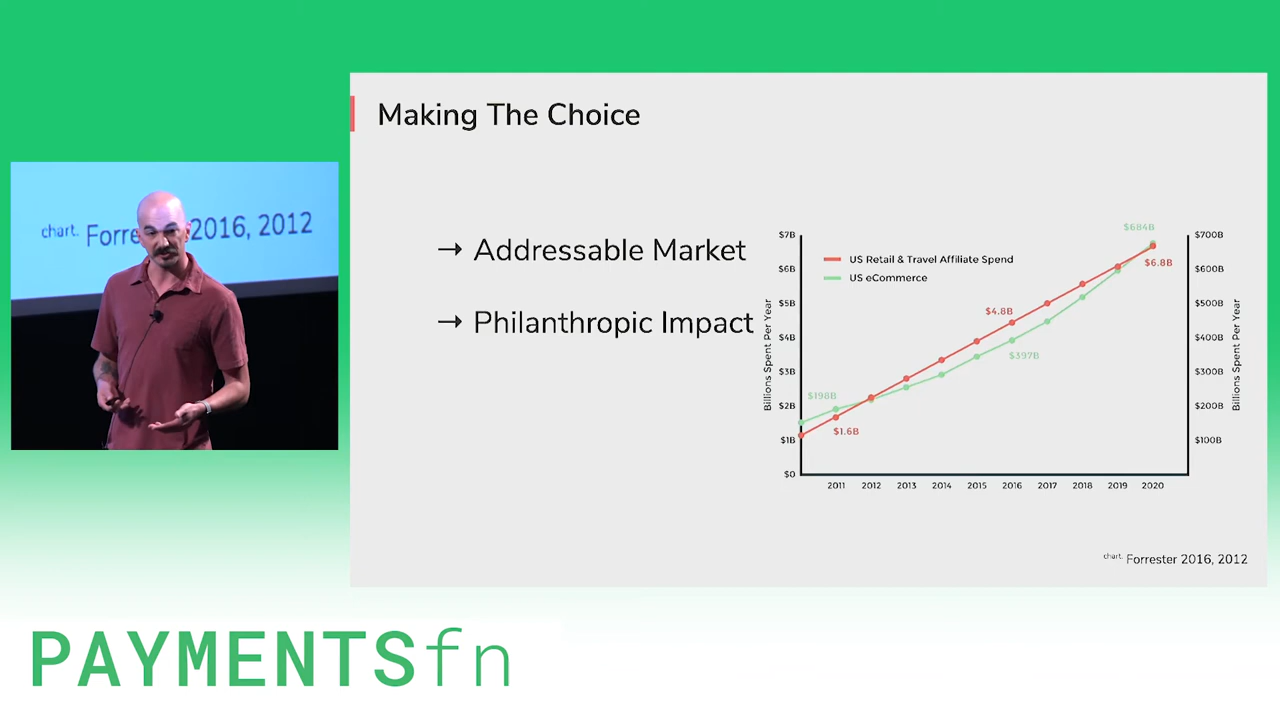 Making The Choice
→ Addressable Market
→ Philanthropic Impact
$7B
$6B
$5B
$4B
$3B
$2B
$1B
$0
Billions Spent Per Year
US Retail & Travel Affiliate Spend
US eCommerce
$198B
$1.6B
$4.8B
$397B
$684B
$6.8B
2011 2012 2013 2014 2015 2016 2017 2018 2019 2020
$700B
$600B
$500B
$400B
$300B
$200B
$100B
Billions Spent Per Year
chart. Forrester 2016, 2012
chart. Forre 2016, 2012
PAYMENTSfn